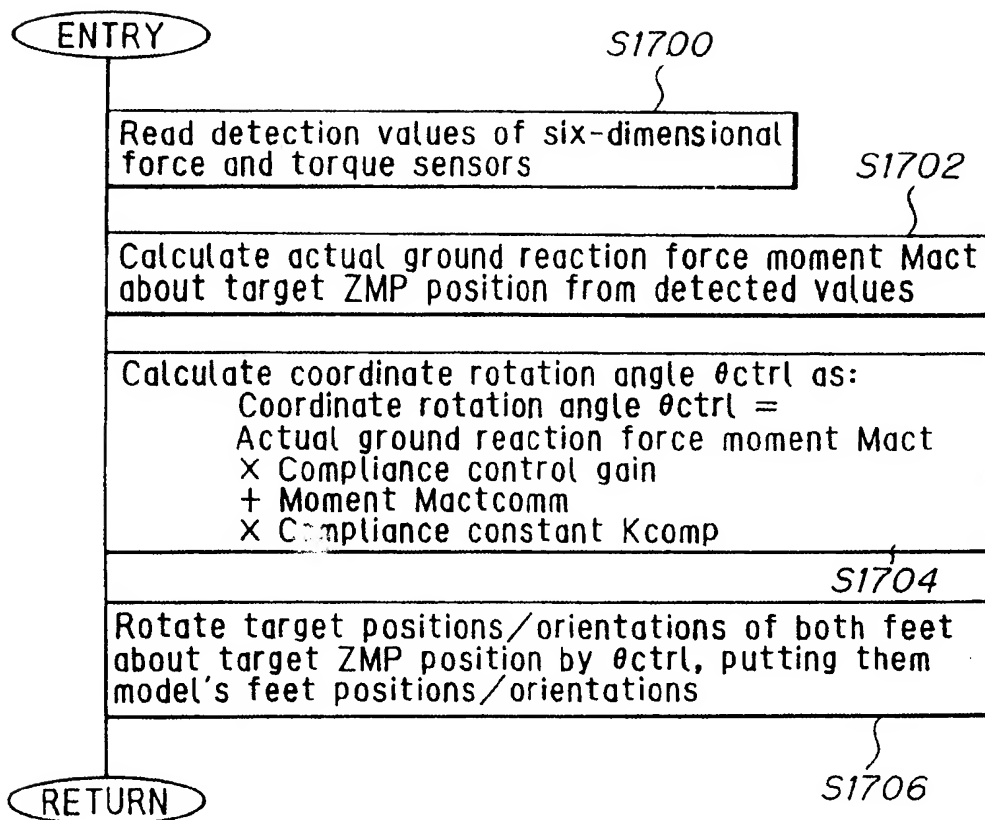 ENTRY
S1700
Read detection values of six-dimensional
force and torque sensors
S1702
Calculate actual ground reaction force moment Mact
about target ZMP position from detected values
Calculate coordinate rotation angle θctrl as:
Coordinate rotation angle θctrl =
Actual ground reaction force moment Mact
× Compliance control gain
+ Moment Mactcomm
× Compliance constant Kcomp
S1704
Rotate target positions/orientations of both feet
about target ZMP position by θctrl, putting them
model's feet positions/orientations
S1706
RETURN